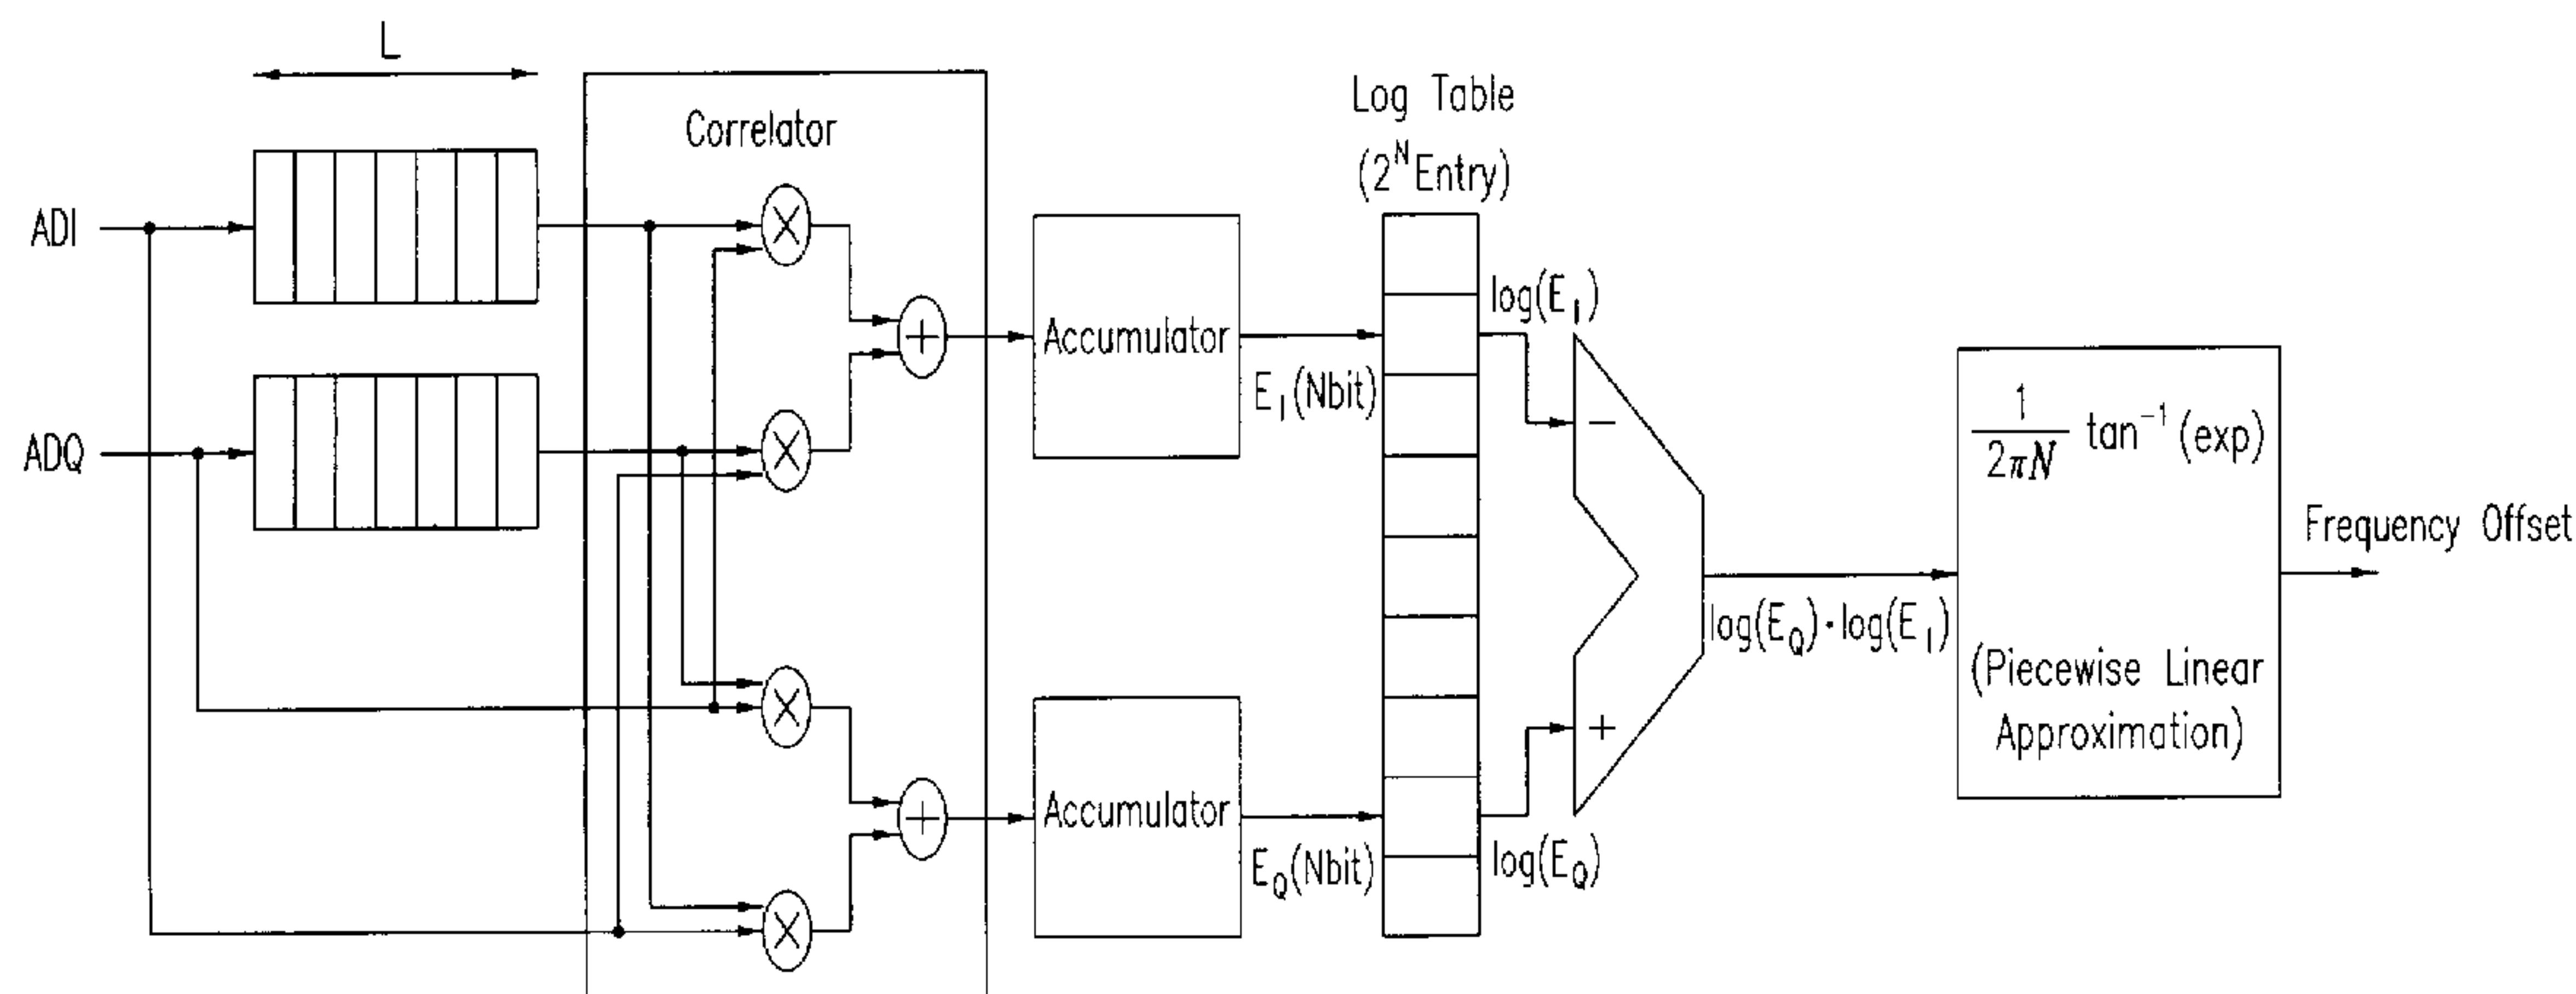 L
Correlator
Log Table
(2^N Entry)
ADI
ADQ
×
×
+
×
×
+
Accumulator
Accumulator
E_I(Nbit)
E_Q(Nbit)
log(E_I)
log(E_Q)
−
+
log(E_Q)·log(E_I)
1/2πN tan⁻¹(exp)
(Piecewise Linear
Approximation)
Frequency Offset